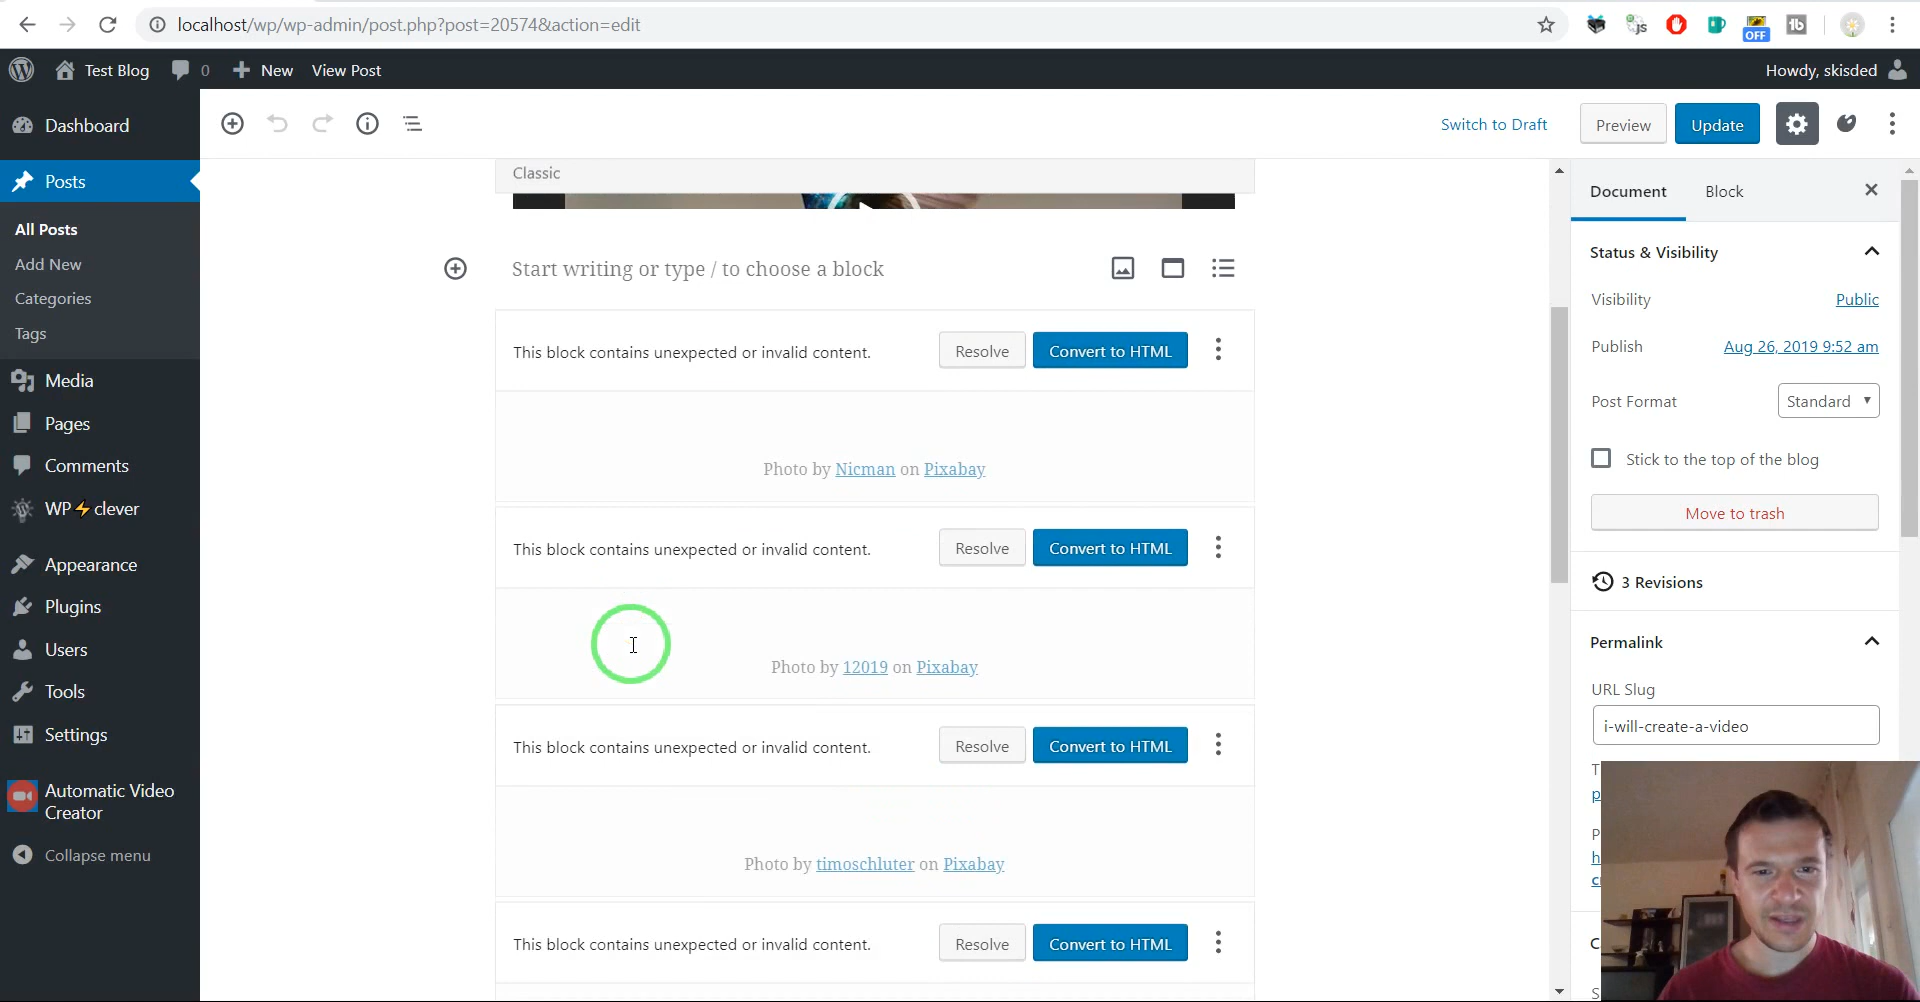 localhost/wp/wp-admin/post.php?post=20574&action=edit
OFF
JS
Test Blog
0
New
View Post
Howdy, skisded
Dashboard
Posts
All Posts
Add New
Categories
Tags
Media
Pages
Comments
WP⚡clever
Appearance
Plugins
Users
Tools
Settings
Automatic Video
Creator
Collapse menu
Switch to Draft
Preview
Update
Classic
Start writing or type / to choose a block
This block contains unexpected or invalid content.
Resolve
Convert to HTML
Photo by Nicman on Pixabay
This block contains unexpected or invalid content.
Resolve
Convert to HTML
Photo by 12019 on Pixabay
This block contains unexpected or invalid content.
Resolve
Convert to HTML
Photo by timoschluter on Pixabay
This block contains unexpected or invalid content.
Resolve
Convert to HTML
Document
Block
Status & Visibility
Visibility
Public
Publish
Aug 26, 2019 9:52 am
Post Format
Standard
Stick to the top of the blog
Move to trash
3 Revisions
Permalink
URL Slug
i-will-create-a-video